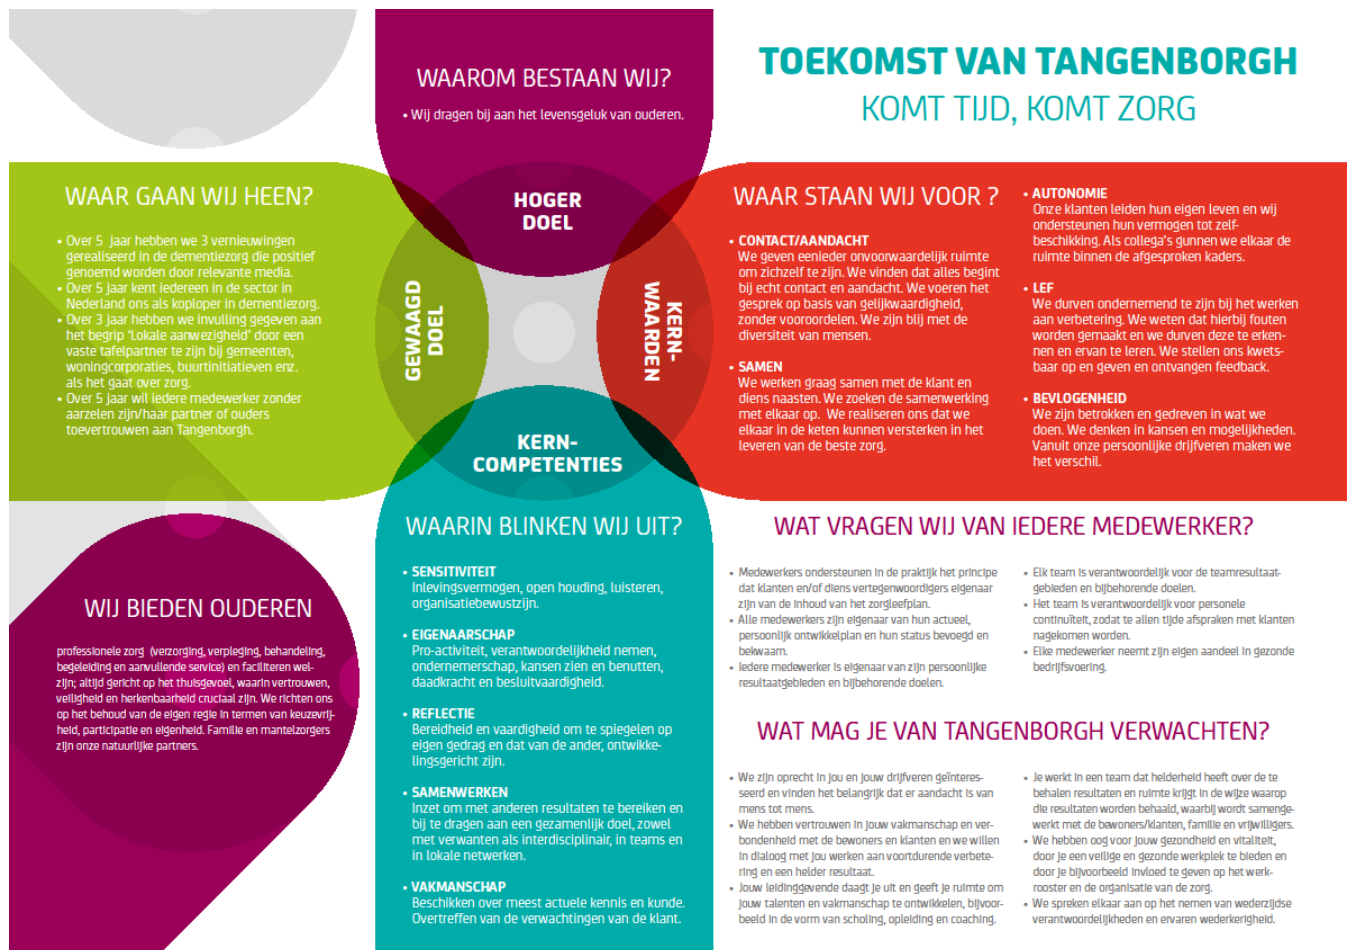 TOEKOMST VAN TANGENBORGH
KOMT TIJD, KOMT ZORG
WAAROM BESTAAN WIJ?
• Wij dragen bij aan het levensgeluk van ouderen.
HOGER
DOEL
WAAR GAAN WIJ HEEN?
• Over 5 jaar hebben we 3 vernieuwingen
gerealiseerd in de dementiezorg die positief
genoemd worden door relevante media.
• Over 5 jaar kent iedereen in de sector in
Nederland ons als koploper in dementiezorg.
• Over 3 jaar hebben we invulling gegeven aan
het begrip ‘Lokale aanwezigheid’ door een
vaste tafelpartner te zijn bij gemeenten,
woningcorporaties, buurtinitiatieven enz.
als het gaat over zorg.
• Over 5 jaar wil iedere medewerker zonder
aarzelen zijn/haar partner of ouders
toevertrouwen aan Tangenborgh.
GEWAAGD
DOEL
KERN-
WAARDEN
WAAR STAAN WIJ VOOR ?
• CONTACT/AANDACHT
We geven eenieder onvoorwaardelijk ruimte
om zichzelf te zijn. We vinden dat alles begint
bij echt contact en aandacht. We voeren het
gesprek op basis van gelijkwaardigheid,
zonder vooroordelen. We zijn blij met de
diversiteit van mensen.
• SAMEN
We werken graag samen met de klant en
diens naasten. We zoeken de samenwerking
met elkaar op. We realiseren ons dat we
elkaar in de keten kunnen versterken in het
leveren van de beste zorg.
• AUTONOMIE
Onze klanten leiden hun eigen leven en wij
ondersteunen hun vermogen tot zelf-
beschikking. Als collega's gunnen we elkaar de
ruimte binnen de afgesproken kaders.
• LEF
We durven ondernemend te zijn bij het werken
aan verbetering. We weten dat hierbij fouten
worden gemaakt en we durven deze te erken-
nen en ervan te leren. We stellen ons kwets-
baar op en geven en ontvangen feedback.
• BEVLOGENHEID
We zijn betrokken en gedreven in wat we
doen. We denken in kansen en mogelijkheden.
Vanuit onze persoonlijke drijfveren maken we
het verschil.
KERN-
COMPETENTIES
WAARIN BLINKEN WIJ UIT?
• SENSITIVITEIT
Inlevingsvermogen, open houding, luisteren,
organisatiebewustzijn.
• EIGENAARSCHAP
Pro-activiteit, verantwoordelijkheid nemen,
ondernemerschap, kansen zien en benutten,
daadkracht en besluitvaardigheid.
• REFLECTIE
Bereidheid en vaardigheid om te spiegelen op
eigen gedrag en dat van de ander, ontwikke-
lingsgericht zijn.
• SAMENWERKEN
Inzet om met anderen resultaten te bereiken en
bij te dragen aan een gezamenlijk doel, zowel
met verwanten als interdisciplinair, in teams en
in lokale netwerken.
• VAKMANSCHAP
Beschikken over meest actuele kennis en kunde.
Overtreffen van de verwachtingen van de klant.
WIJ BIEDEN OUDEREN
professionele zorg (verzorging, verpleging, behandeling,
begeleiding en aanvullende service) en faciliteren wel-
zijn; altijd gericht op het thuisgevoel, waarin vertrouwen,
veiligheid en herkenbaarheid cruciaal zijn. We richten ons
op het behoud van de eigen regie in termen van keuzevrij-
heid, participatie en eigenheid. Familie en mantelzorgers
zijn onze natuurlijke partners.
WAT VRAGEN WIJ VAN IEDERE MEDEWERKER?
• Medewerkers ondersteunen in de praktijk het principe
dat klanten en/of diens vertegenwoordigers eigenaar
zijn van de inhoud van het zorgleefplan.
• Alle medewerkers zijn eigenaar van hun actueel,
persoonlijk ontwikkelplan en hun status bevoegd en
bekwaam.
• Iedere medewerker is eigenaar van zijn persoonlijke
resultaatgebieden en bijbehorende doelen.
• Elk team is verantwoordelijk voor de teamresultaat-
gebieden en bijbehorende doelen.
• Het team is verantwoordelijk voor personele
continuïteit, zodat te allen tijde afspraken met klanten
nagekomen worden.
• Elke medewerker neemt zijn eigen aandeel in gezonde
bedrijfsvoering.
WAT MAG JE VAN TANGENBORGH VERWACHTEN?
• We zijn oprecht in jou en jouw drijfveren geïnteres-
seerd en vinden het belangrijk dat er aandacht is van
mens tot mens.
• We hebben vertrouwen in jouw vakmanschap en ver-
bondenheid met de bewoners en klanten en we willen
in dialoog met jou werken aan voortdurende verbete-
ring en een helder resultaat.
• Jouw leidinggevende daagt je uit en geeft je ruimte om
jouw talenten en vakmanschap te ontwikkelen, bijvoor-
beeld in de vorm van scholing, opleiding en coaching.
• Je werkt in een team dat helderheid heeft over de te
behalen resultaten en ruimte krijgt in de wijze waarop
die resultaten worden behaald, waarbij wordt samenge-
werkt met de bewoners/klanten, familie en vrijwilligers.
• We hebben oog voor jouw gezondheid en vitaliteit,
door je een veilige en gezonde werkplek te bieden en
door je bijvoorbeeld invloed te geven op het werk-
rooster en de organisatie van de zorg.
• We spreken elkaar aan op het nemen van wederzijdse
verantwoordelijkheden en ervaren wederkerigheid.